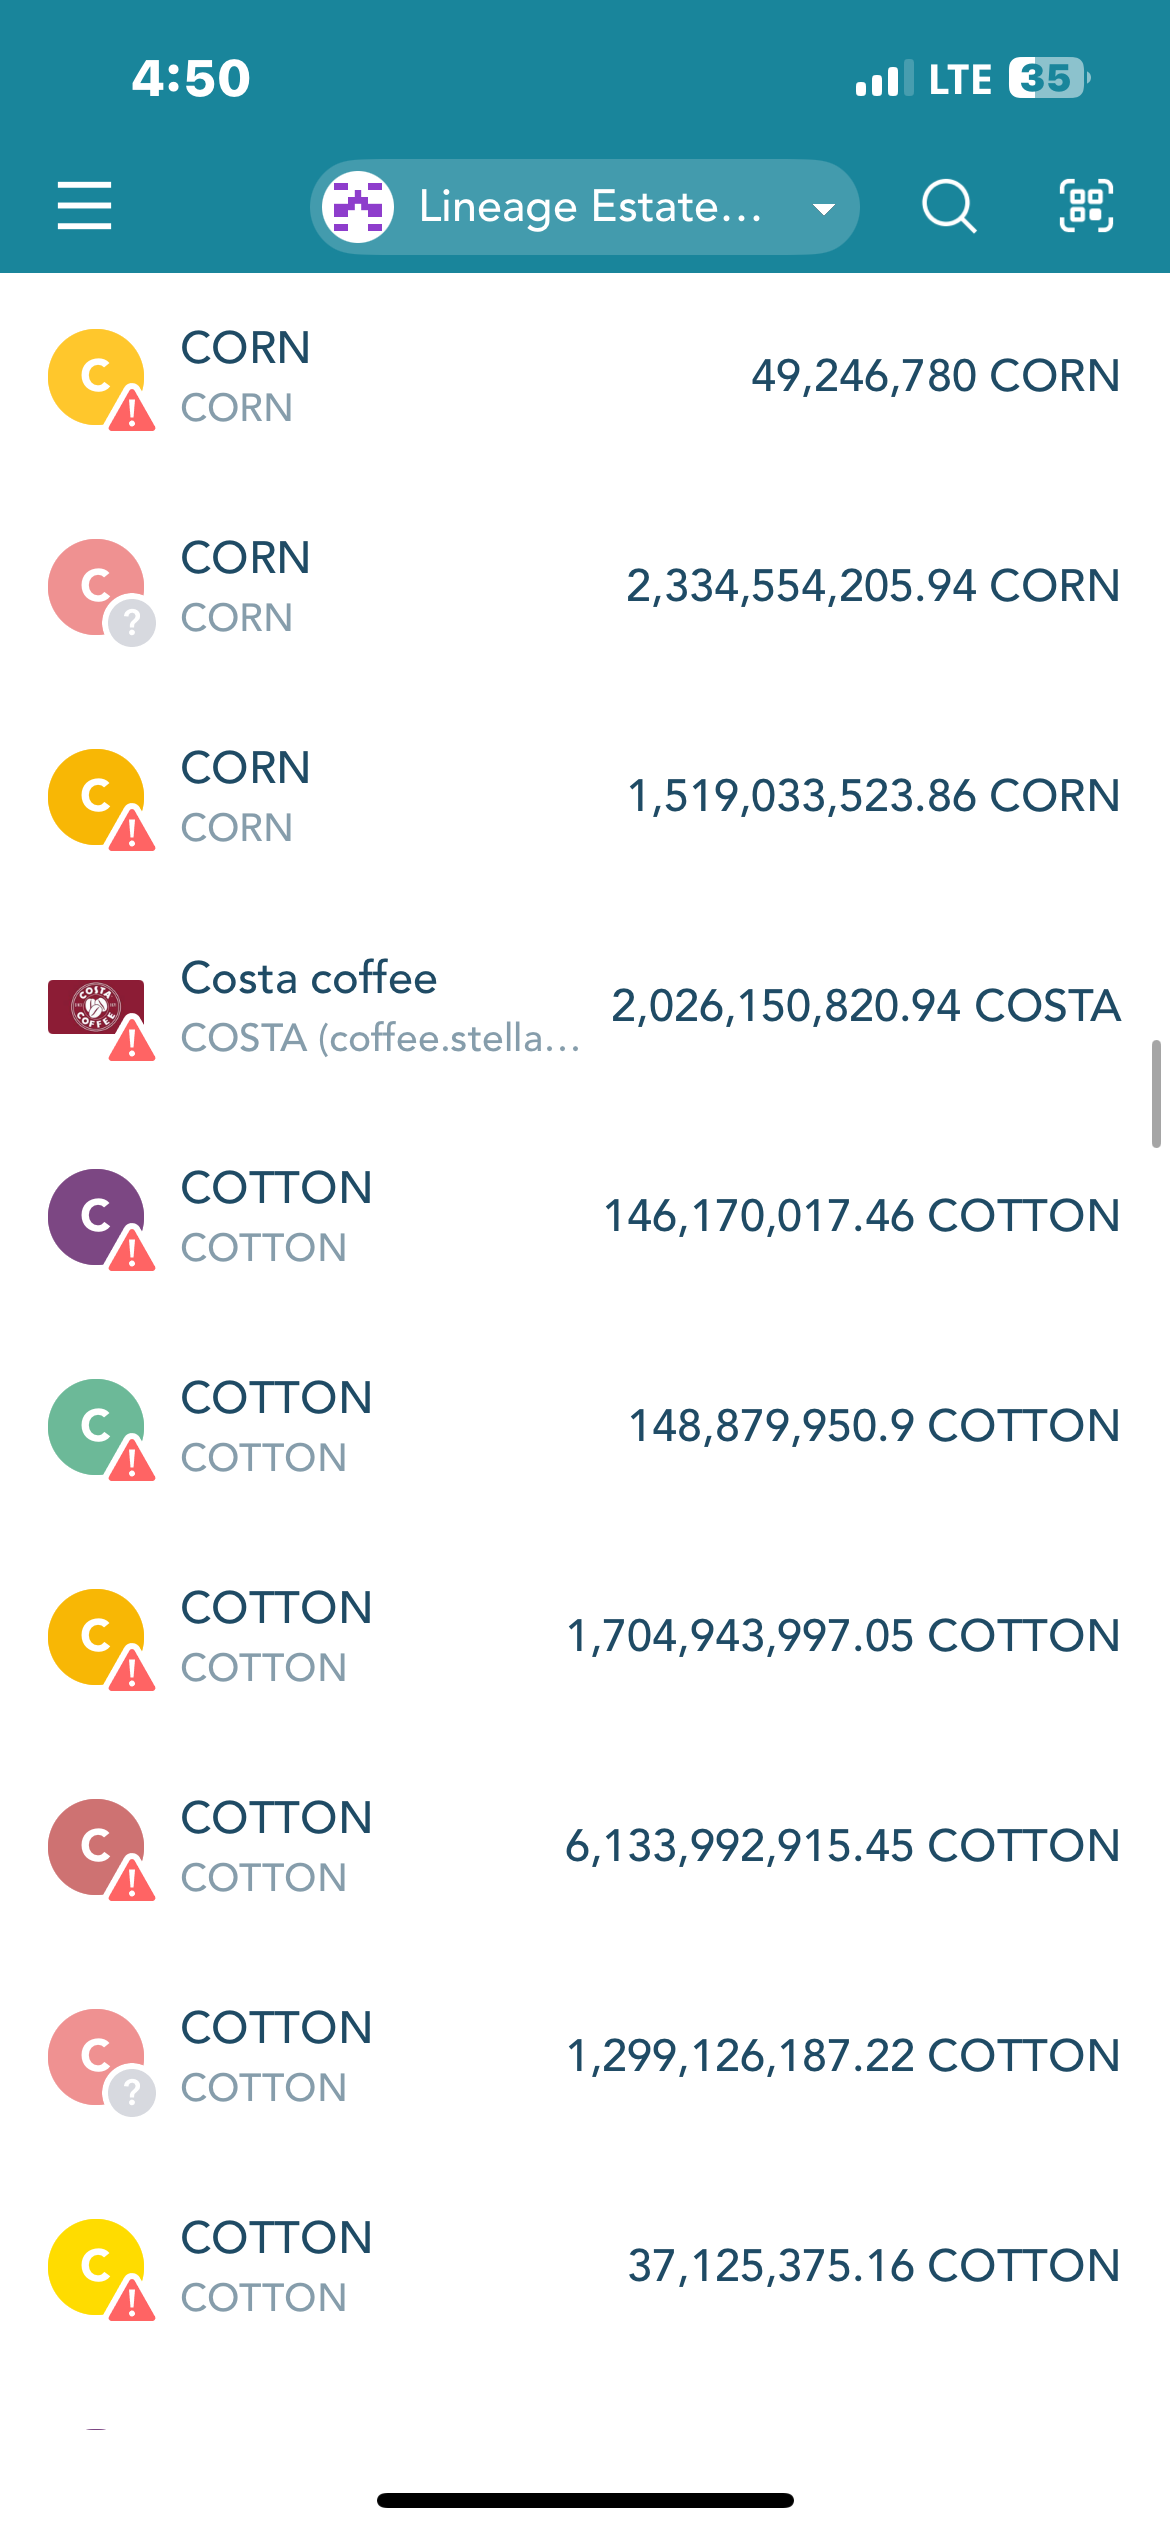 4:50
LTE 35
Lineage Estate...
C
CORN
49,246,780 CORN
CORN
C
?
CORN
2,334,554,205.94 CORN
CORN
C
CORN
1,519,033,523.86 CORN
CORN
COSTA
COFFEE
Costa coffee
2,026,150,820.94 COSTA
COSTA (coffee.stella...
C
COTTON
146,170,017.46 COTTON
COTTON
C
COTTON
148,879,950.9 COTTON
COTTON
C
COTTON
1,704,943,997.05 COTTON
COTTON
C
COTTON
6,133,992,915.45 COTTON
COTTON
C
?
COTTON
1,299,126,187.22 COTTON
COTTON
C
COTTON
37,125,375.16 COTTON
COTTON